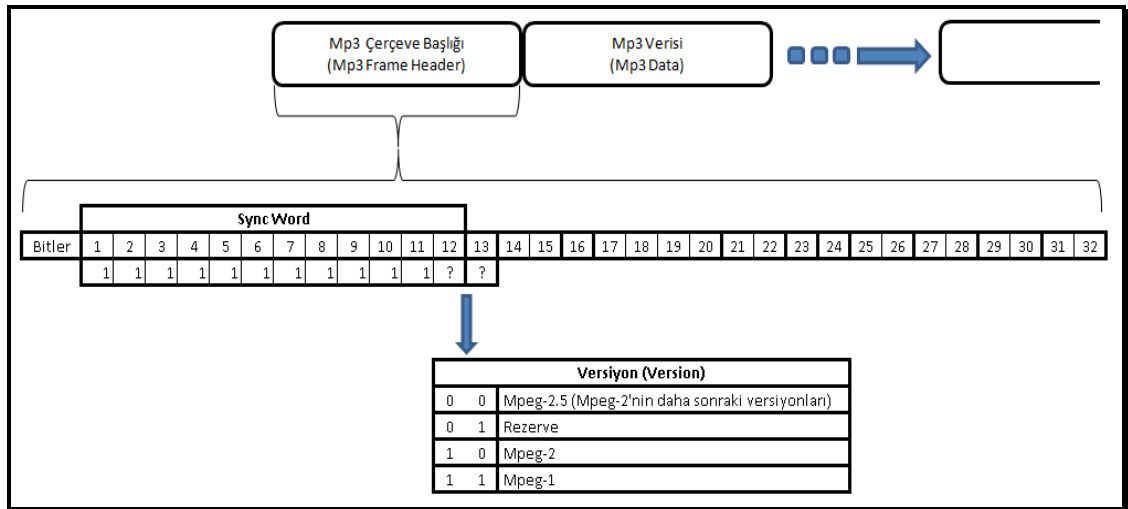 Mp3 Çerçeve Başlığı
(Mp3 Frame Header)
Mp3 Verisi
(Mp3 Data)
Sync Word
Bitler 1 2 3 4 5 6 7 8 9 10 11 12 13 14 15 16 17 18 19 20 21 22 23 24 25 26 27 28 29 30 31 32
1 1 1 1 1 1 1 1 1 1 1 ? ?
Versiyon (Version)
0 0 Mpeg-2.5 (Mpeg-2'nin daha sonraki versiyonları)
0 1 Rezerve
1 0 Mpeg-2
1 1 Mpeg-1